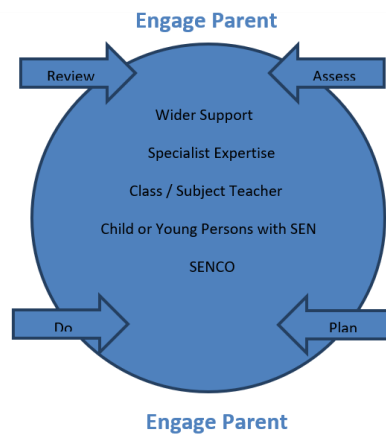 Engage Parent
Review
Assess
Wider Support
Specialist Expertise
Class / Subject Teacher
Child or Young Persons with SEN
SENCO
Do
Plan
Engage Parent